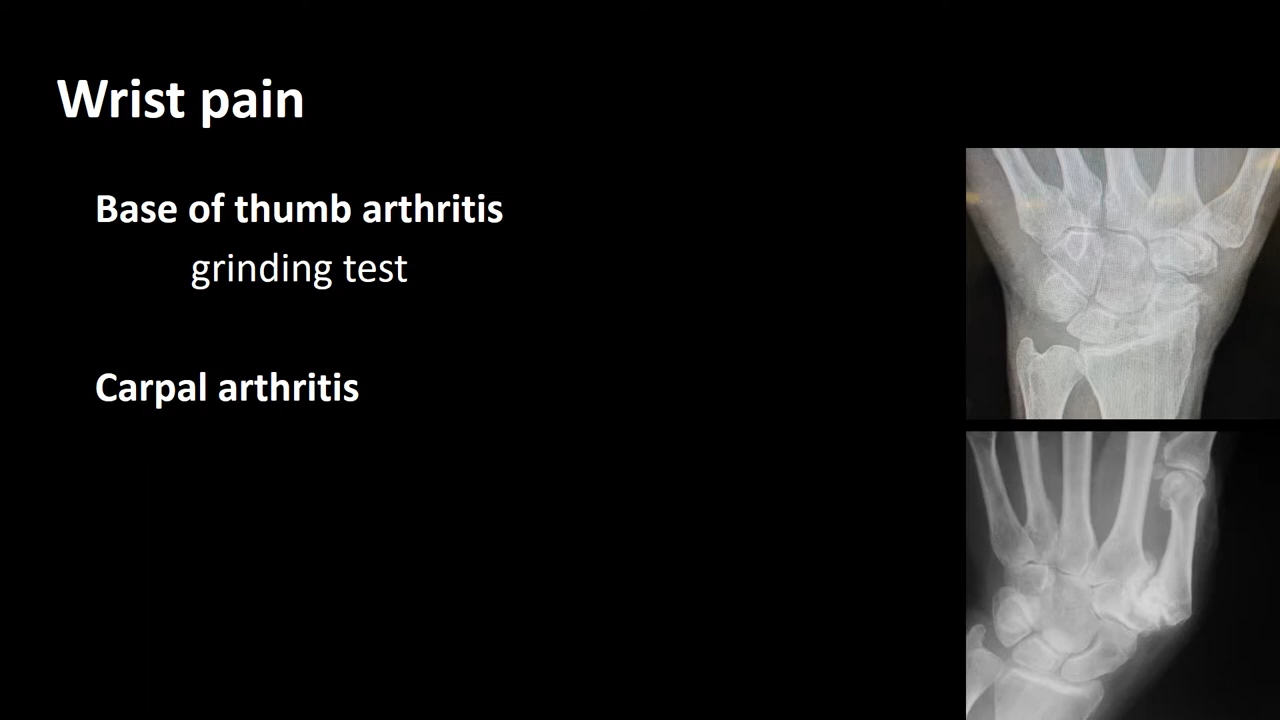 Wrist pain
Base of thumb arthritis
grinding test
Carpal arthritis